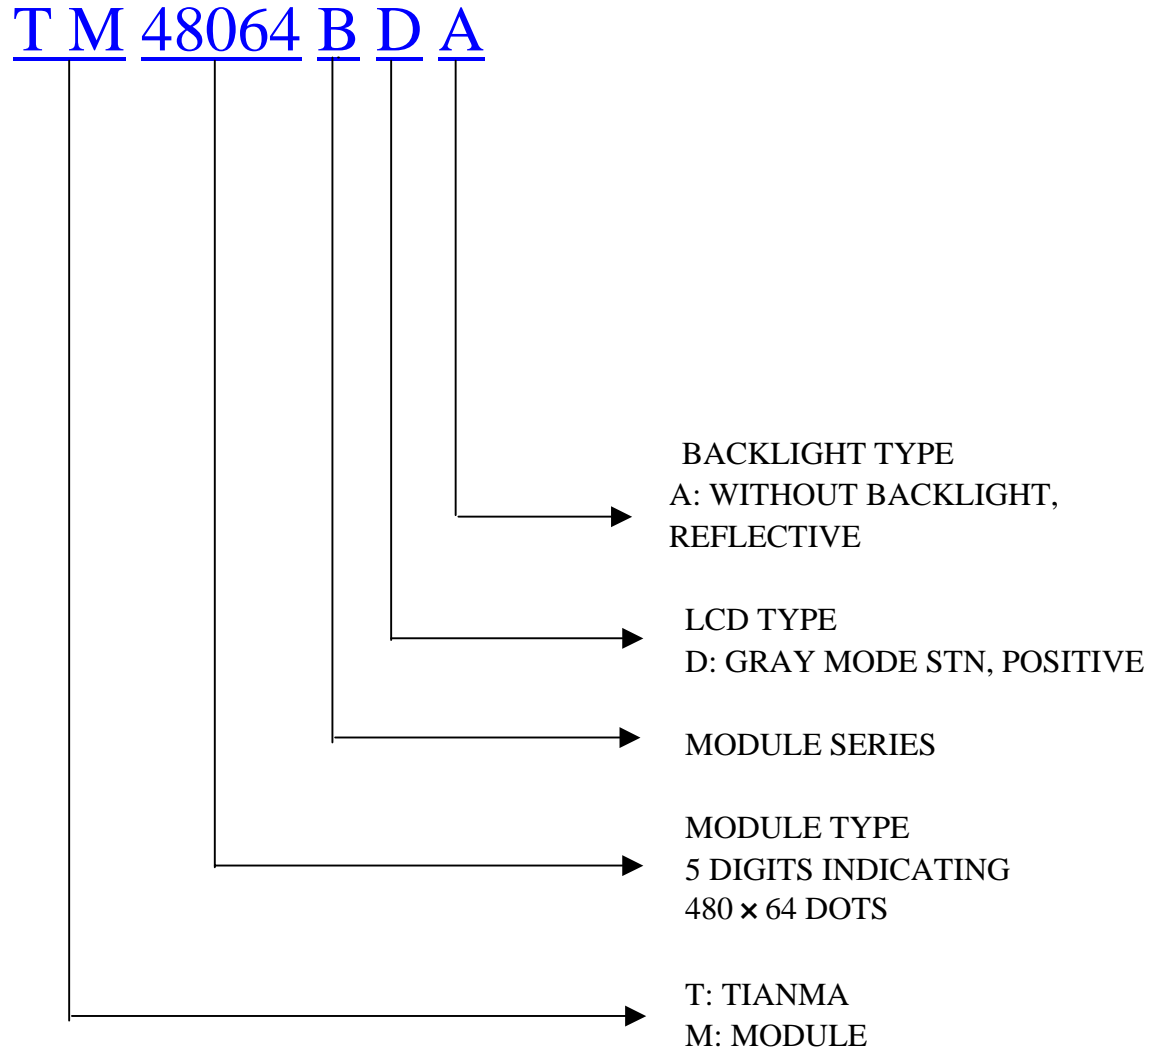 T M 48064 B D A
BACKLIGHT TYPE
A: WITHOUT BACKLIGHT,
REFLECTIVE
LCD TYPE
D: GRAY MODE STN, POSITIVE
MODULE SERIES
MODULE TYPE
5 DIGITS INDICATING
480 × 64 DOTS
T: TIANMA
M: MODULE